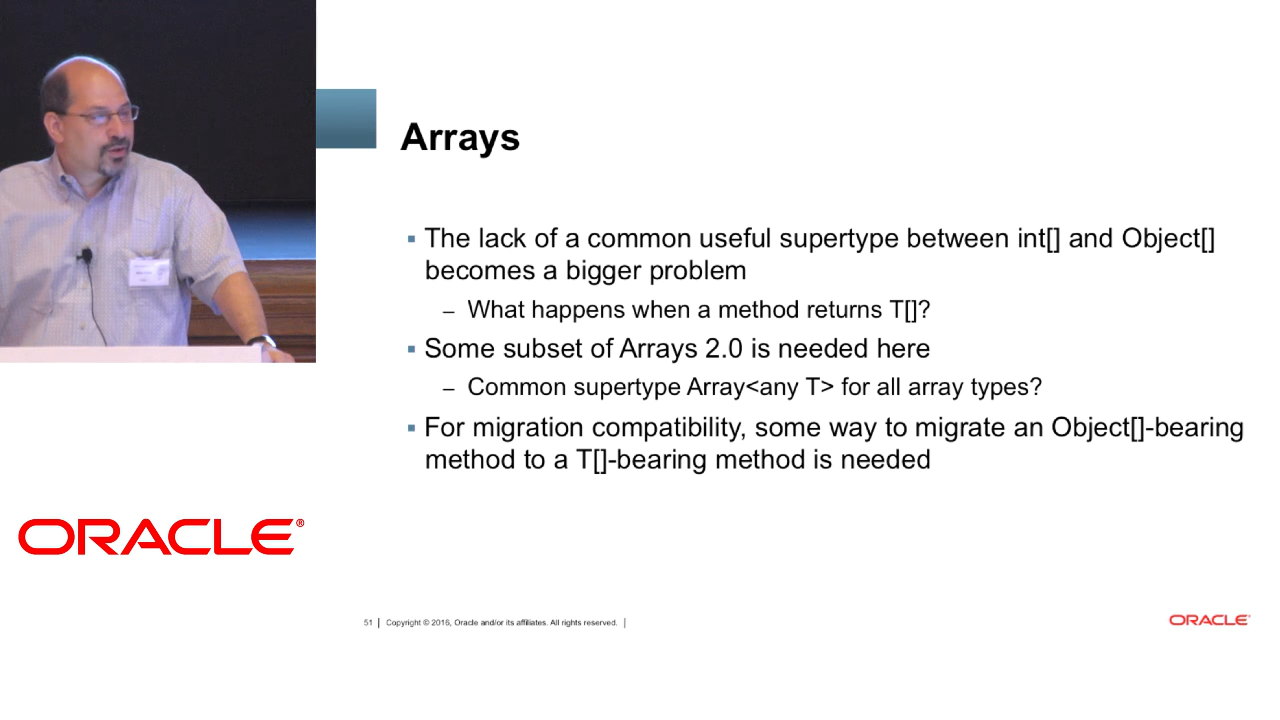 Arrays
▪ The lack of a common useful supertype between int[] and Object[]
becomes a bigger problem
– What happens when a method returns T[]?
▪ Some subset of Arrays 2.0 is needed here
– Common supertype Array<any T> for all array types?
▪ For migration compatibility, some way to migrate an Object[]-bearing
method to a T[]-bearing method is needed
ORACLE®
51 | Copyright © 2016, Oracle and/or its affiliates. All rights reserved. |
ORACLE®